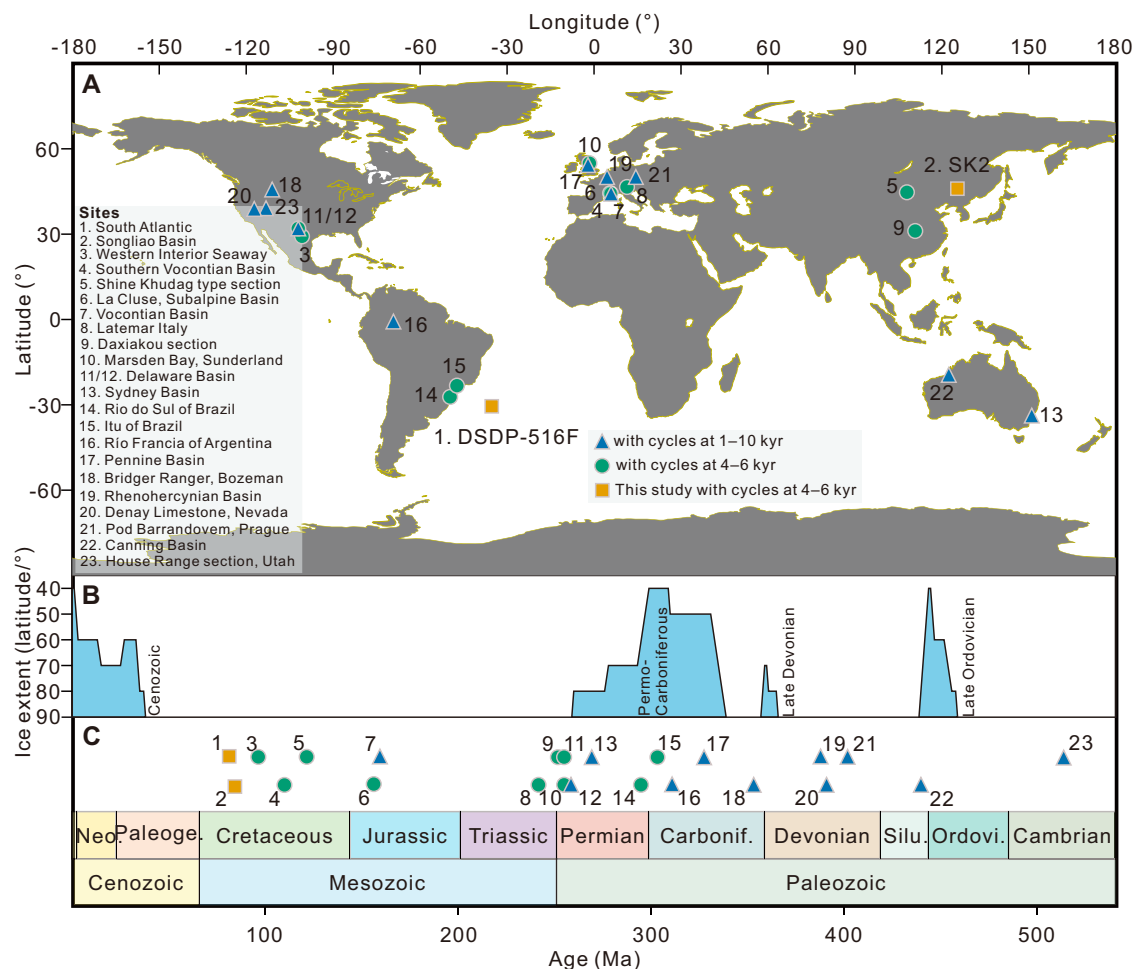 Longitude (°)
-180 -150 -120 -90 -60 -30 0 30 60 90 120 150 180
A
Latitude (°)
60
30
0
-30
-60
10
19
2. SK2
18
17
21
5
20
23
6
8
11/12
4
7
9
3
Sites
1. South Atlantic
2. Songliao Basin
3. Western Interior Seaway
4. Southern Vocontian Basin
5. Shine Khudag type section
6. La Cluse, Subalpine Basin
7. Vocontian Basin
8. Latemar Italy
9. Daxiakou section
10. Marsden Bay, Sunderland
11/12. Delaware Basin
13. Sydney Basin
14. Rio do Sul of Brazil
15. Itu of Brazil
16. Río Francia of Argentina
17. Pennine Basin
18. Bridger Ranger, Bozeman
19. Rhenohercynian Basin
20. Denay Limestone, Nevada
21. Pod Barrandovem, Prague
22. Canning Basin
23. House Range section, Utah
16
15
14
22
13
1. DSDP-516F
with cycles at 1–10 kyr
with cycles at 4–6 kyr
This study with cycles at 4–6 kyr
B
Ice extent (latitude/°)
40
50
60
70
80
90
Cenozoic
Permo-
Carboniferous
Late Devonian
Late Ordovician
C
1 3 5 7 9 11 13 15 17 19 21 23
2 4 6 8 10 12 14 16 18 20 22
Neo. Paleoge. Cretaceous Jurassic Triassic Permian Carbonif. Devonian Silu. Ordovi. Cambrian
Cenozoic Mesozoic Paleozoic
100 200 300 400 500
Age (Ma)